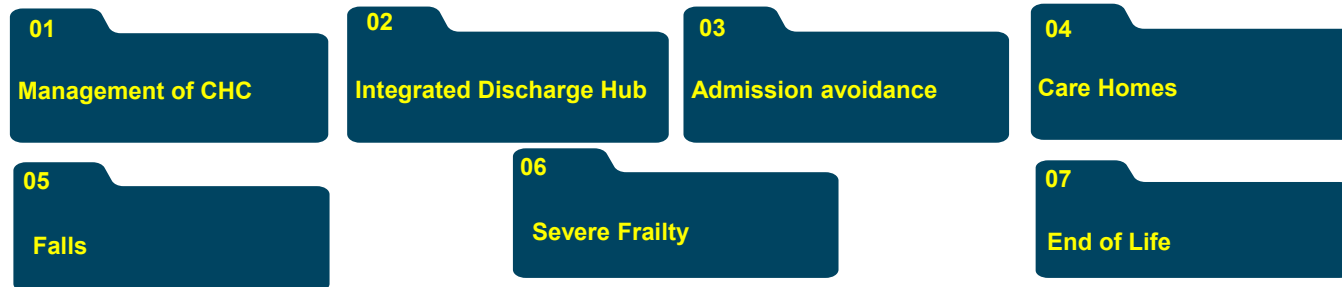 01
Management of CHC
02
Integrated Discharge Hub
03
Admission avoidance
04
Care Homes
05
Falls
06
Severe Frailty
07
End of Life